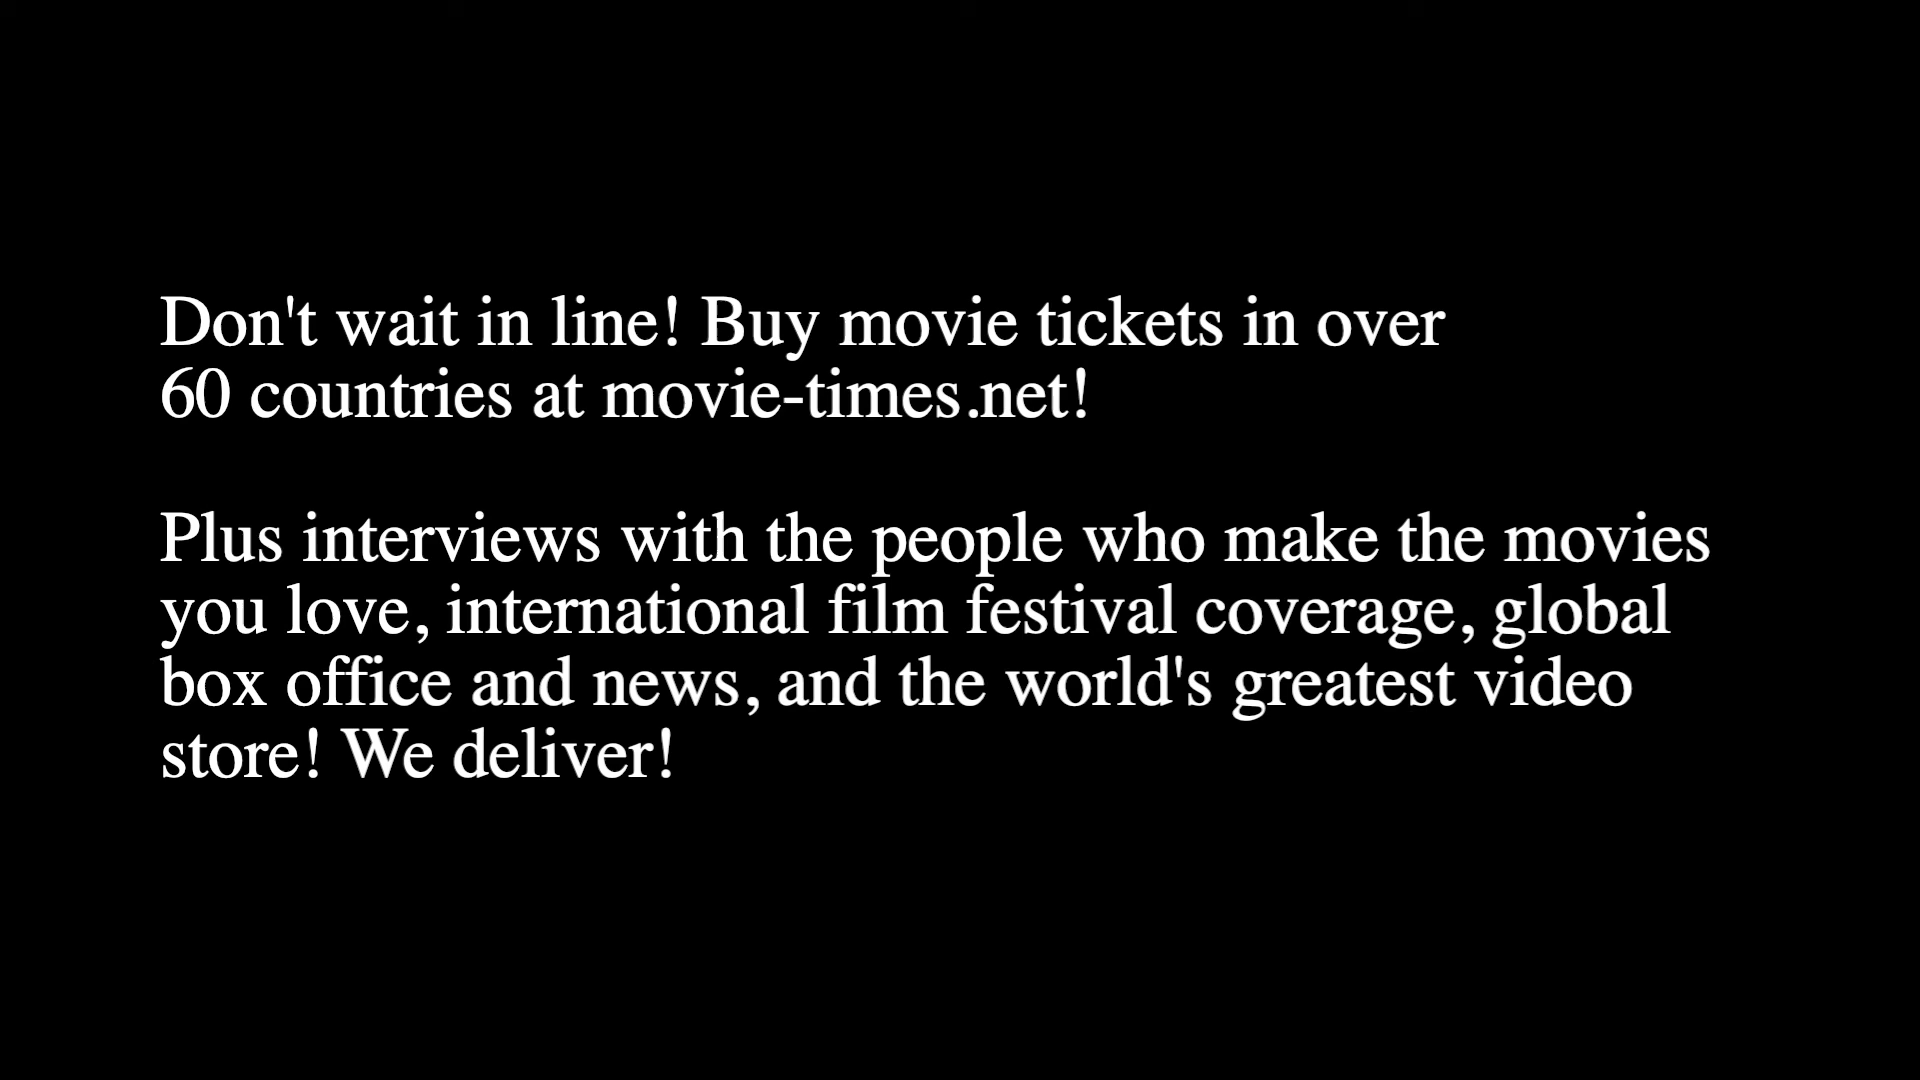 Don't wait in line! Buy movie tickets in over
60 countries at movie-times.net!
Plus interviews with the people who make the movies
you love, international film festival coverage, global
box office and news, and the world's greatest video
store! We deliver!